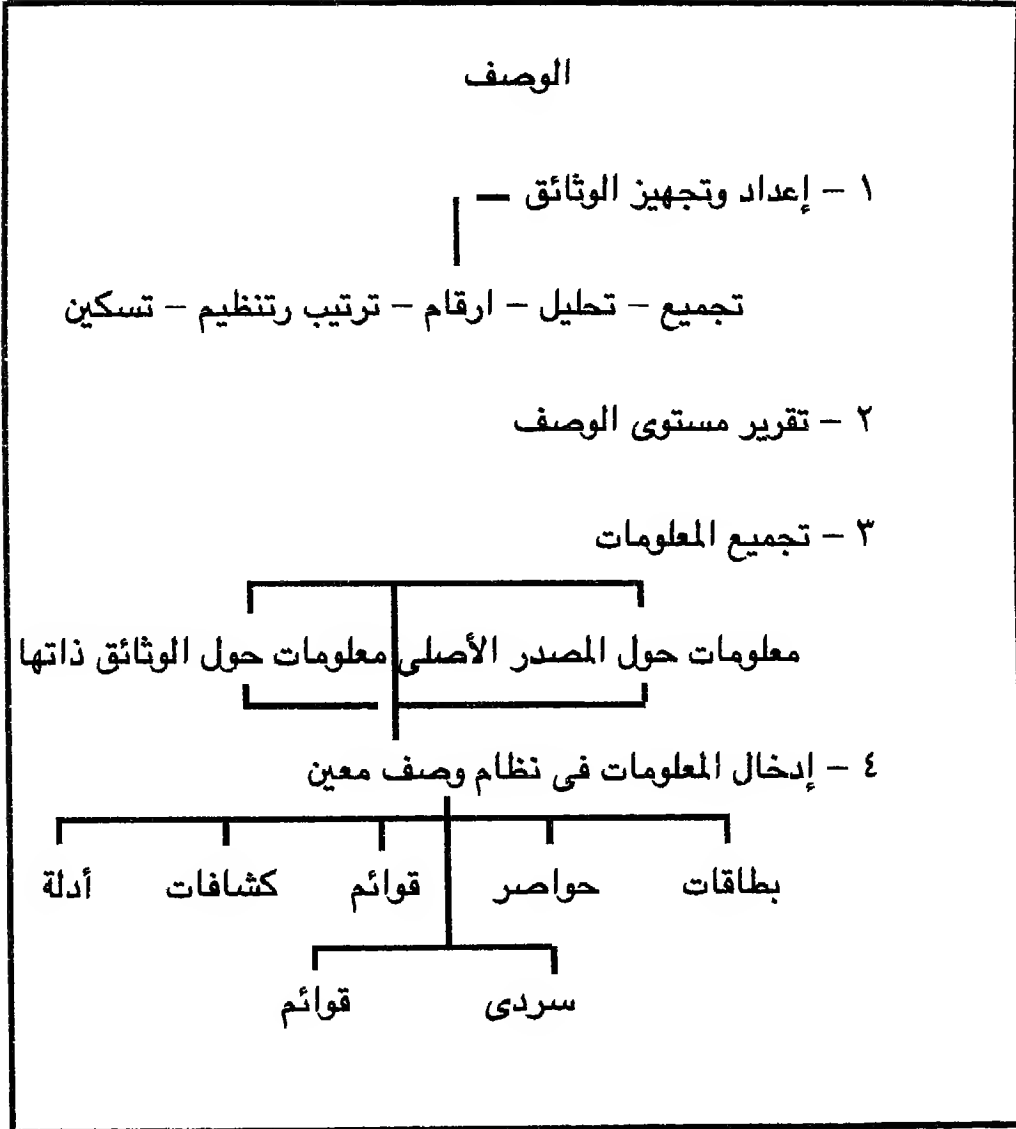 الوصف
١ – إعداد وتجهيز الوثائق –
تجميع – تحليل – ارقام – ترتيب رتنظيم – تسكين
٢ – تقرير مستوى الوصف
٣ – تجميع المعلومات
معلومات حول المصدر الأصلى معلومات حول الوثائق ذاتها
٤ – إدخال المعلومات فى نظام وصف معين
بطاقات حواصر قوائم كشافات أدلة
سردى قوائم